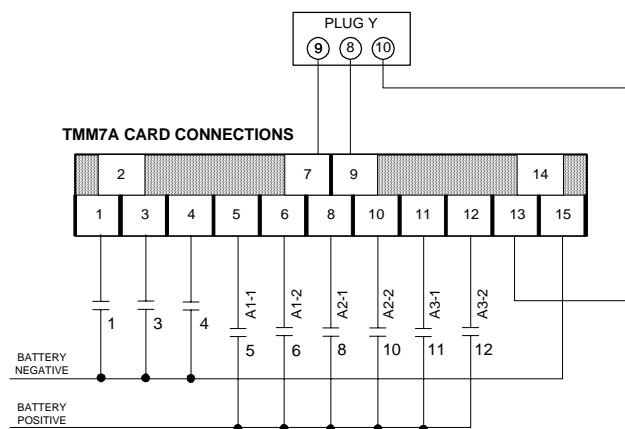 PLUG Y
9 8 10
TMM7A CARD CONNECTIONS
2 7 9 14
1 3 4 5 6 8 10 11 12 13 15
A1-1 A1-2 A2-1 A2-2 A3-1 A3-2
1 3 4
5 6 8 10 11 12
BATTERY
NEGATIVE
BATTERY
POSITIVE